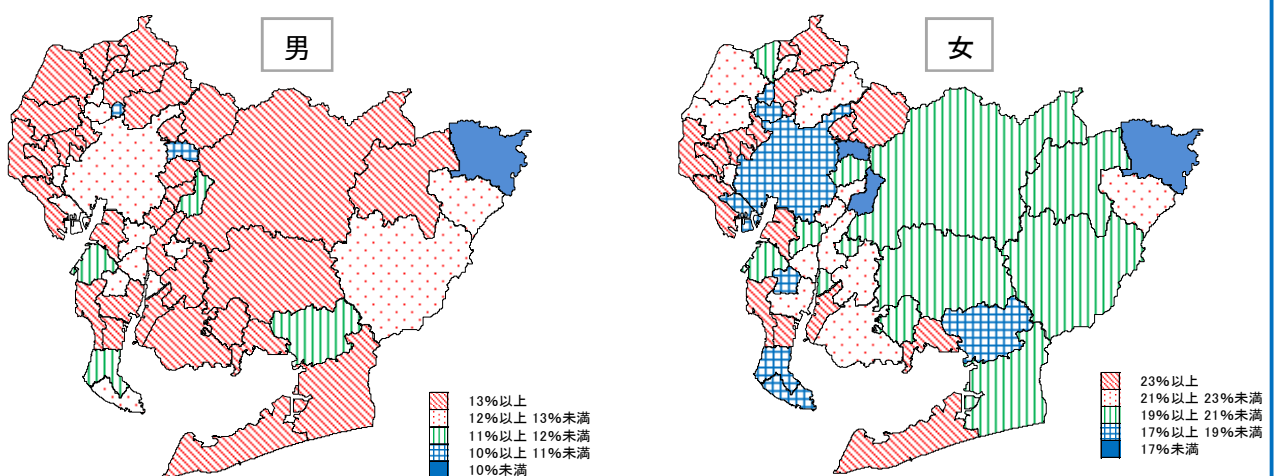 男
女
13%以上
12%以上 13%未満
11%以上 12%未満
10%以上 11%未満
10%未満
23%以上
21%以上 23%未満
19%以上 21%未満
17%以上 19%未満
17%未満